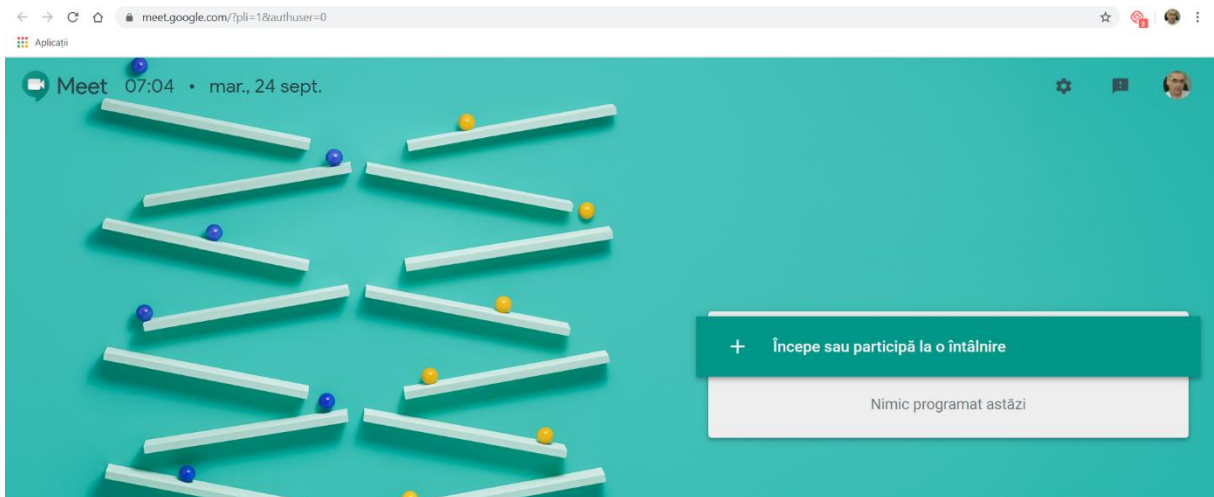 meet.google.com/?pli=1&authuser=0
Aplicații
Meet 07:04 • mar., 24 sept.
+ Începe sau participă la o întâlnire
Nimic programat astăzi